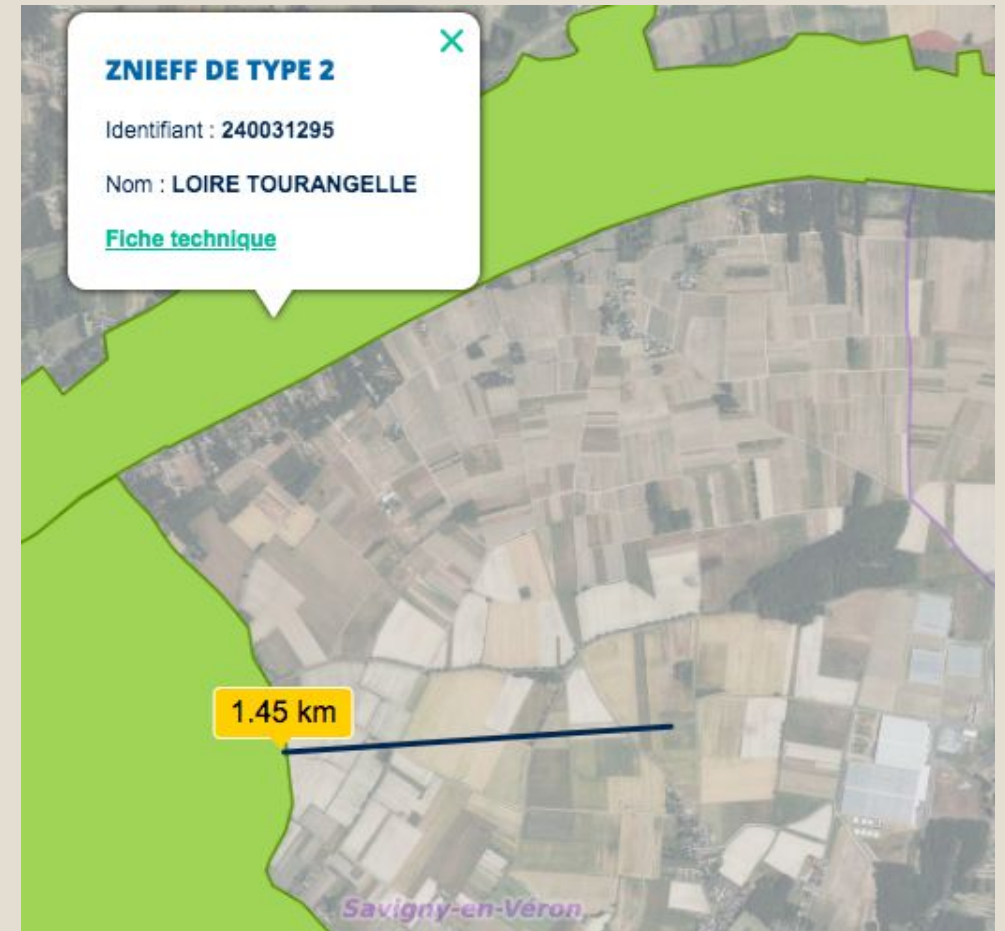 ZNIEFF DE TYPE 2
Identifiant : 240031295
Nom : LOIRE TOURANGELLE
Fiche technique
1.45 km
Savigny-en-Véron